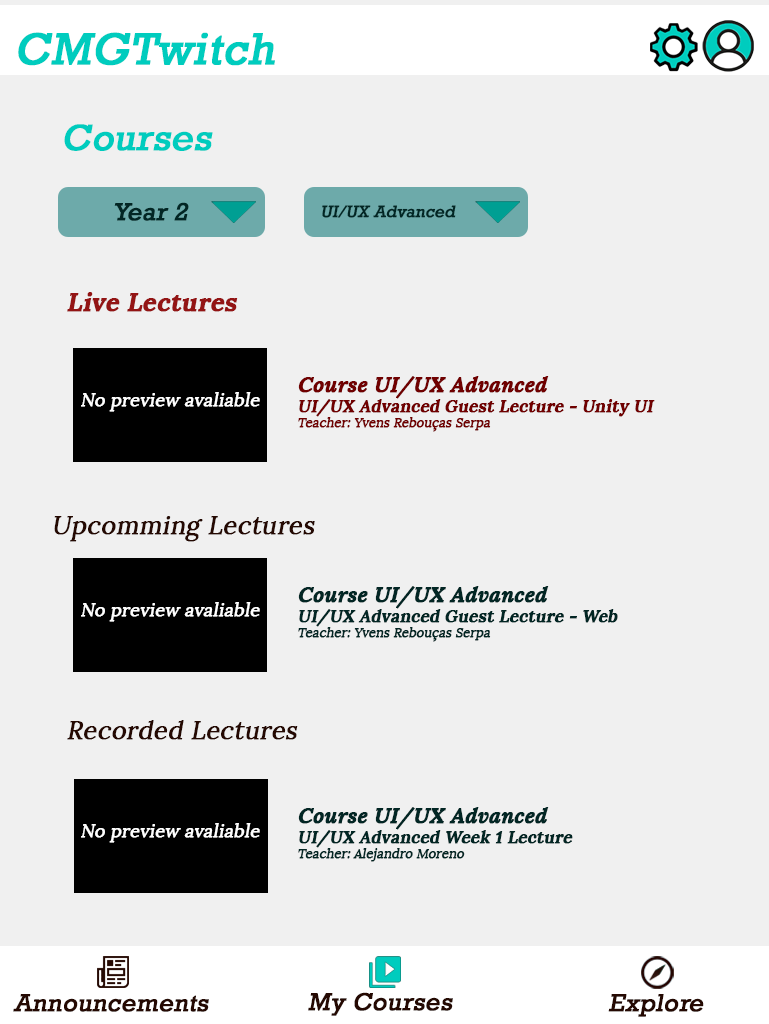 CMGTwitch
Courses
Year 2
UI/UX Advanced
Live Lectures
No preview avaliable
Course UI/UX Advanced
UI/UX Advanced Guest Lecture - Unity UI
Teacher: Yvens Rebouças Serpa
Upcomming Lectures
No preview avaliable
Course UI/UX Advanced
UI/UX Advanced Guest Lecture - Web
Teacher: Yvens Rebouças Serpa
Recorded Lectures
No preview avaliable
Course UI/UX Advanced
UI/UX Advanced Week 1 Lecture
Teacher: Alejandro Moreno
Announcements
My Courses
Explore